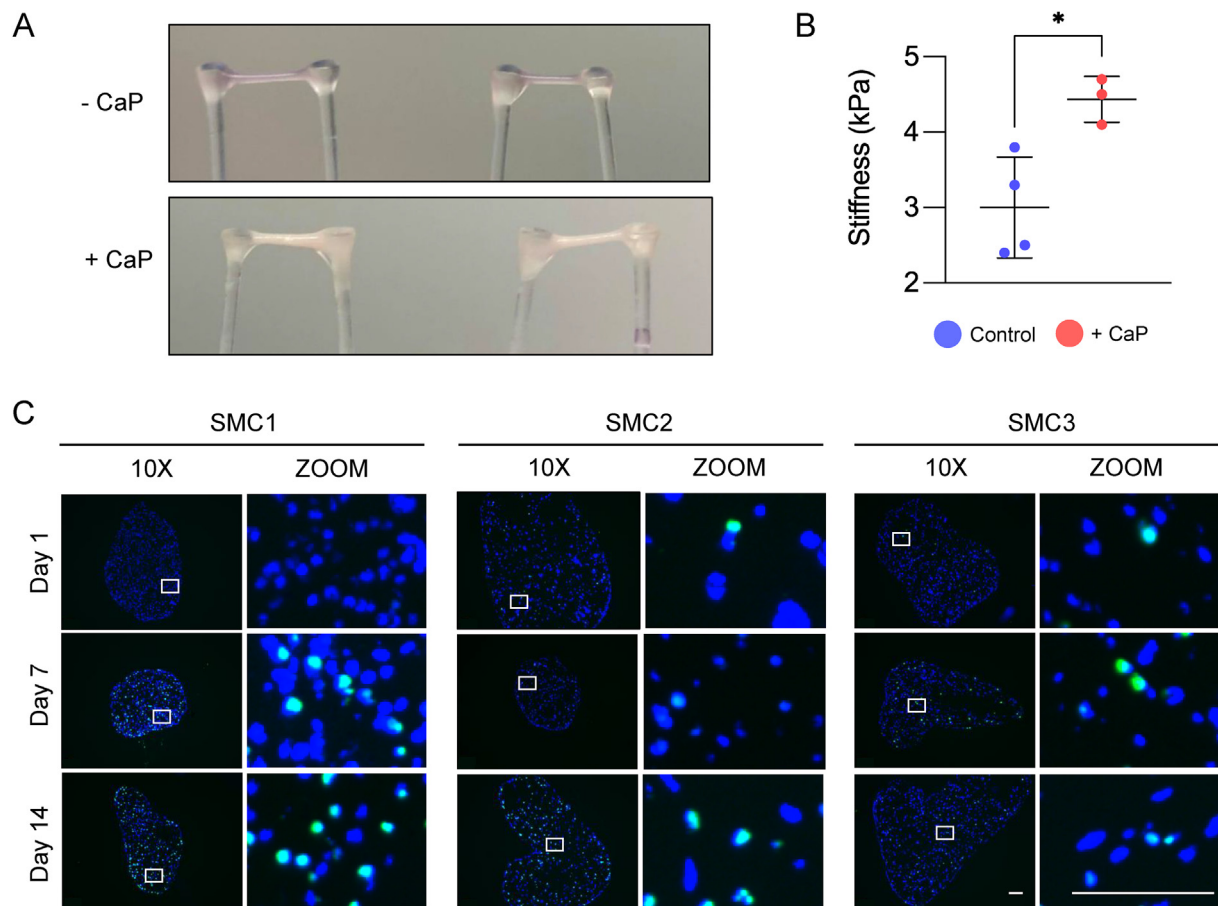 A
- CaP
+ CaP
B
*
Stiffness (kPa)
5
4
3
2
Control
+ CaP
C
SMC1
SMC2
SMC3
10X
ZOOM
10X
ZOOM
10X
ZOOM
Day 1
Day 7
Day 14